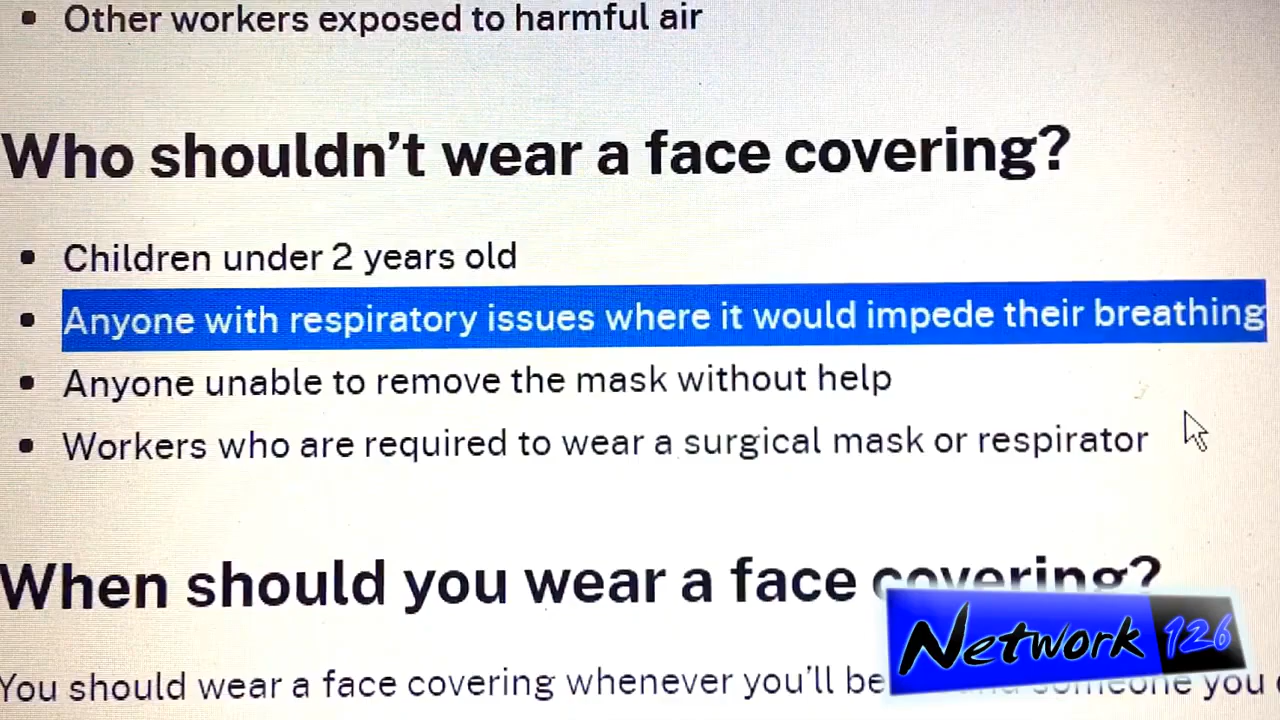 Other workers exposed to harmful air
Who shouldn't wear a face covering?
Children under 2 years old
Anyone with respiratory issues where it would impede their breathing
Anyone unable to remove the mask without help
Workers who are required to wear a surgical mask or respirator
When should you wear a face covering?
You should wear a face covering whenever you'll be someone you
Network 126